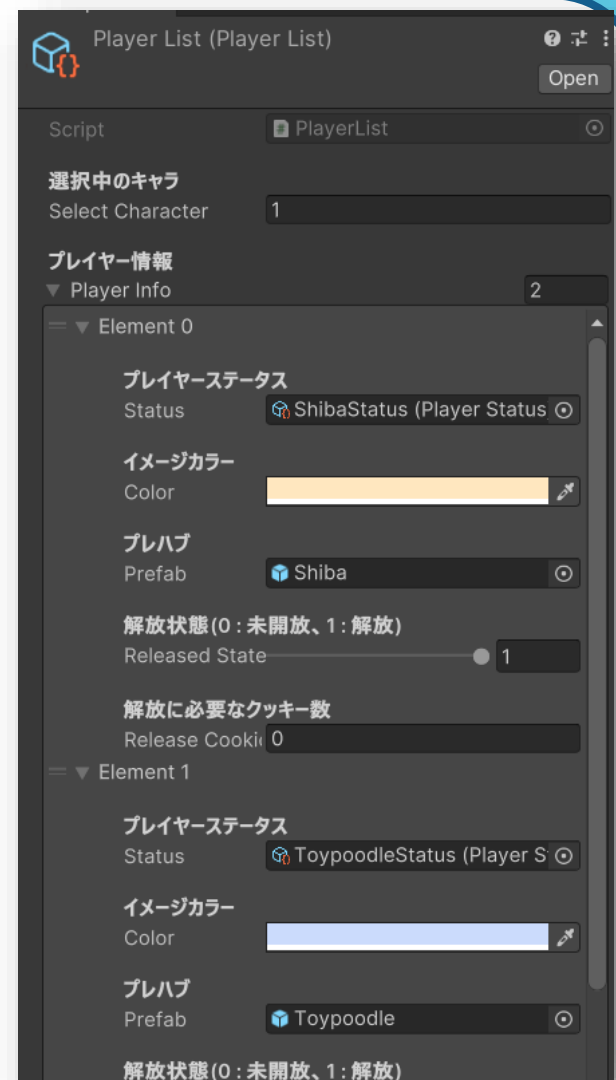 Player List (Player List)
Open
Script PlayerList
選択中のキャラ
Select Character 1
プレイヤー情報
Player Info 2
Element 0
プレイヤーステータス
Status ShibaStatus (Player Status
イメージカラー
Color
プレハブ
Prefab Shiba
解放状態(0 : 未開放、1 : 解放)
Released State 1
解放に必要なクッキー数
Release Cooki 0
Element 1
プレイヤーステータス
Status ToypoodleStatus (Player S
イメージカラー
Color
プレハブ
Prefab Toypoodle
解放状態(0 : 未開放、1 : 解放)